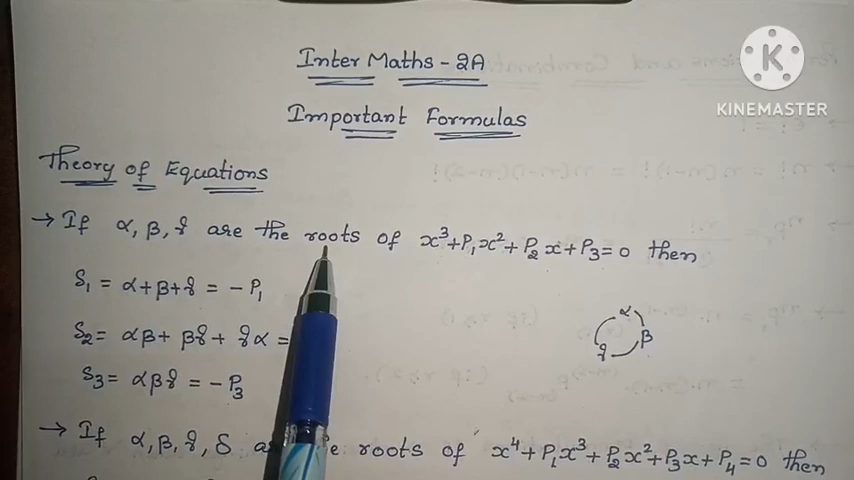 Inter Maths - 2A
KINEMASTER
Important Formulas
Theory of Equations
→ If α, β, γ are the roots of x³+P₁x²+P₂x+P₃=0 then
S₁ = α+β+γ = -P₁
S₂= αβ+βγ+γα =
S₃= αβγ = -P₃
α
β
γ
→ If α, β, γ, δ are the roots of x⁴+P₁x³+P₂x²+P₃x+P₄=0 then